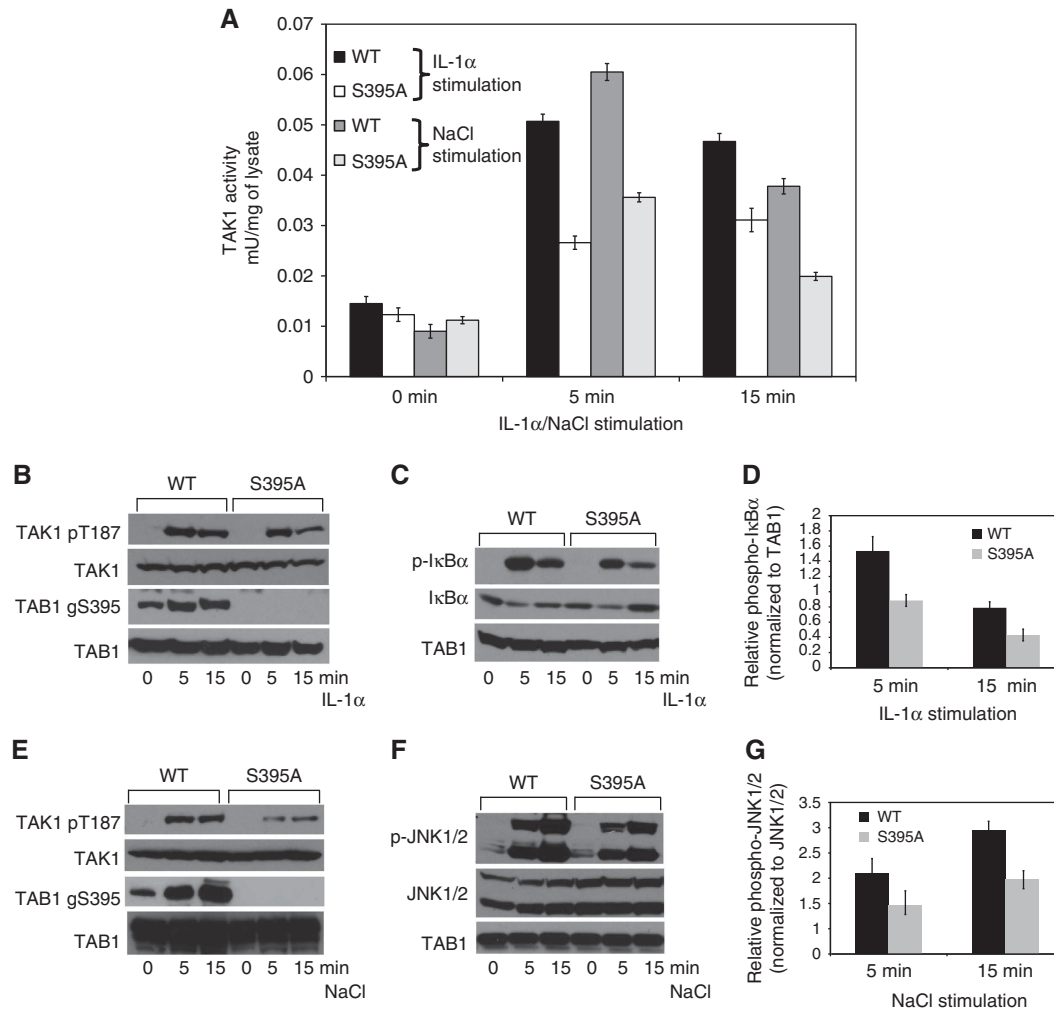 A
TAK1 activity
mU/mg of lysate
0.07
0.06
0.05
0.04
0.03
0.02
0.01
0
WT
S395A
IL-1α
stimulation
WT
S395A
NaCl
stimulation
0 min
5 min
15 min
IL-1α/NaCl stimulation
B
WT
S395A
TAK1 pT187
TAK1
TAB1 gS395
TAB1
0 5 15 0 5 15 min
IL-1α
C
WT
S395A
p-IκBα
IκBα
TAB1
0 5 15 0 5 15 min
IL-1α
D
Relative phospho-IκBα
(normalized to TAB1)
2
1.8
1.6
1.4
1.2
1
0.8
0.6
0.4
0.2
0
WT
S395A
5 min
15 min
IL-1α stimulation
E
WT
S395A
TAK1 pT187
TAK1
TAB1 gS395
TAB1
0 5 15 0 5 15 min
NaCl
F
WT
S395A
p-JNK1/2
JNK1/2
TAB1
0 5 15 0 5 15 min
NaCl
G
Relative phospho-JNK1/2
(normalized to JNK1/2)
3.5
3
2.5
2
1.5
1
0.5
0
WT
S395A
5 min
15 min
NaCl stimulation